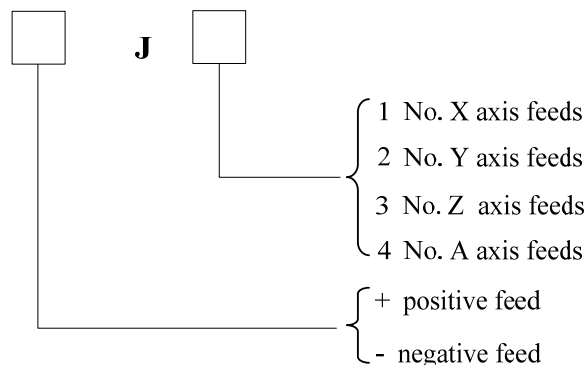 J
1 No. X axis feeds
2 No. Y axis feeds
3 No. Z axis feeds
4 No. A axis feeds
+ positive feed
- negative feed